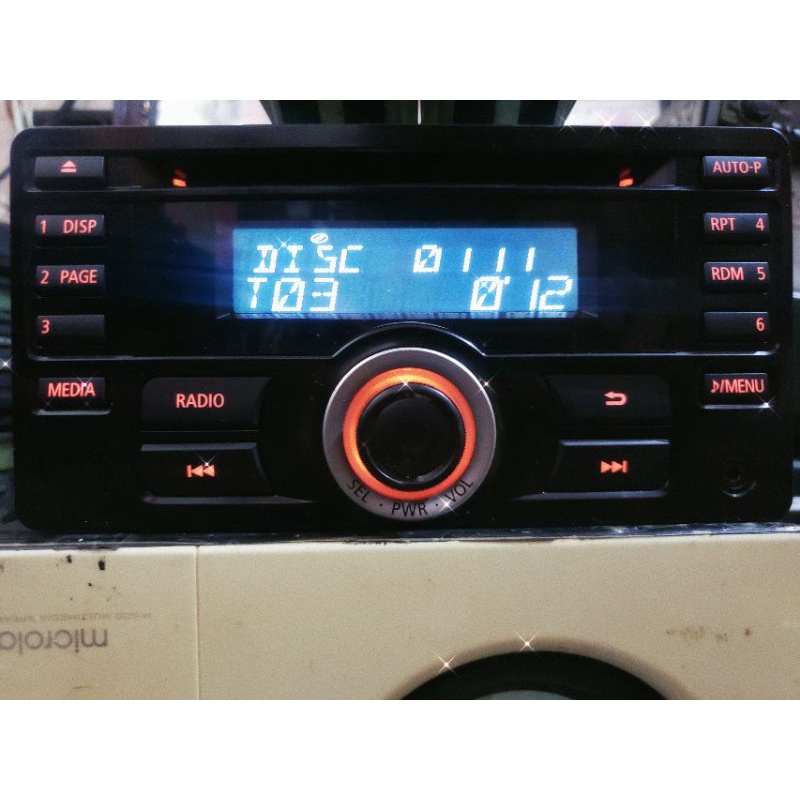 AUTO-P
1 DISP
RPT 4
DISC 0111
2 PAGE
RDM 5
T03 0'12
3
6
MEDIA
RADIO
♪/MENU
SEL · PWR · VOL
microla